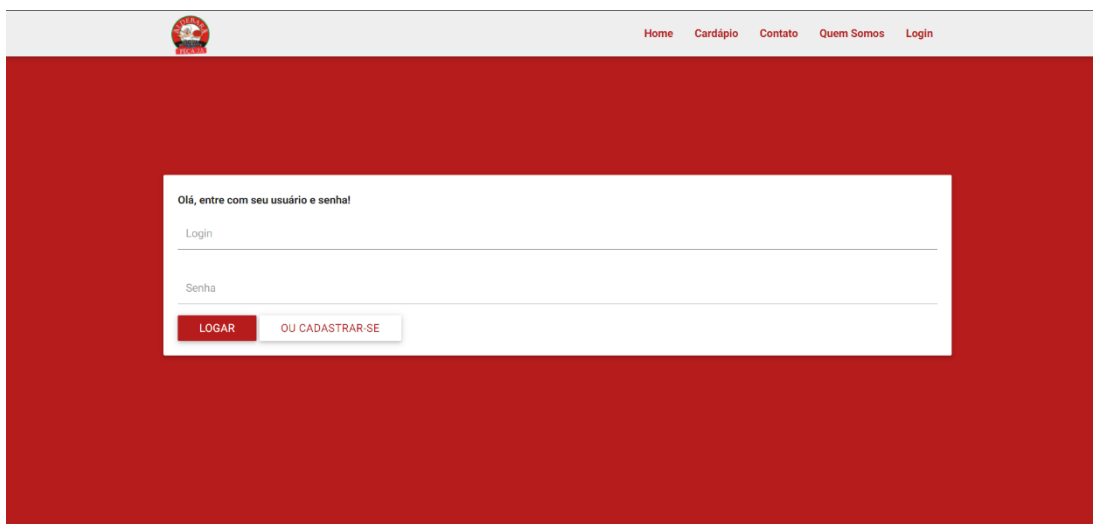 Home Cardápio Contato Quem Somos Login
Olá, entre com seu usuário e senha!
Login
Senha
LOGAR OU CADASTRAR-SE